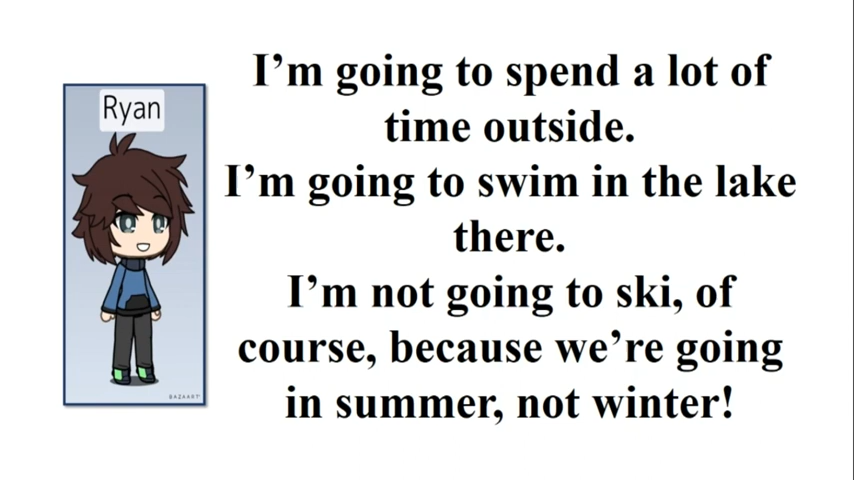 Ryan
BAZAART
I’m going to spend a lot of
time outside.
I’m going to swim in the lake
there.
I’m not going to ski, of
course, because we’re going
in summer, not winter!